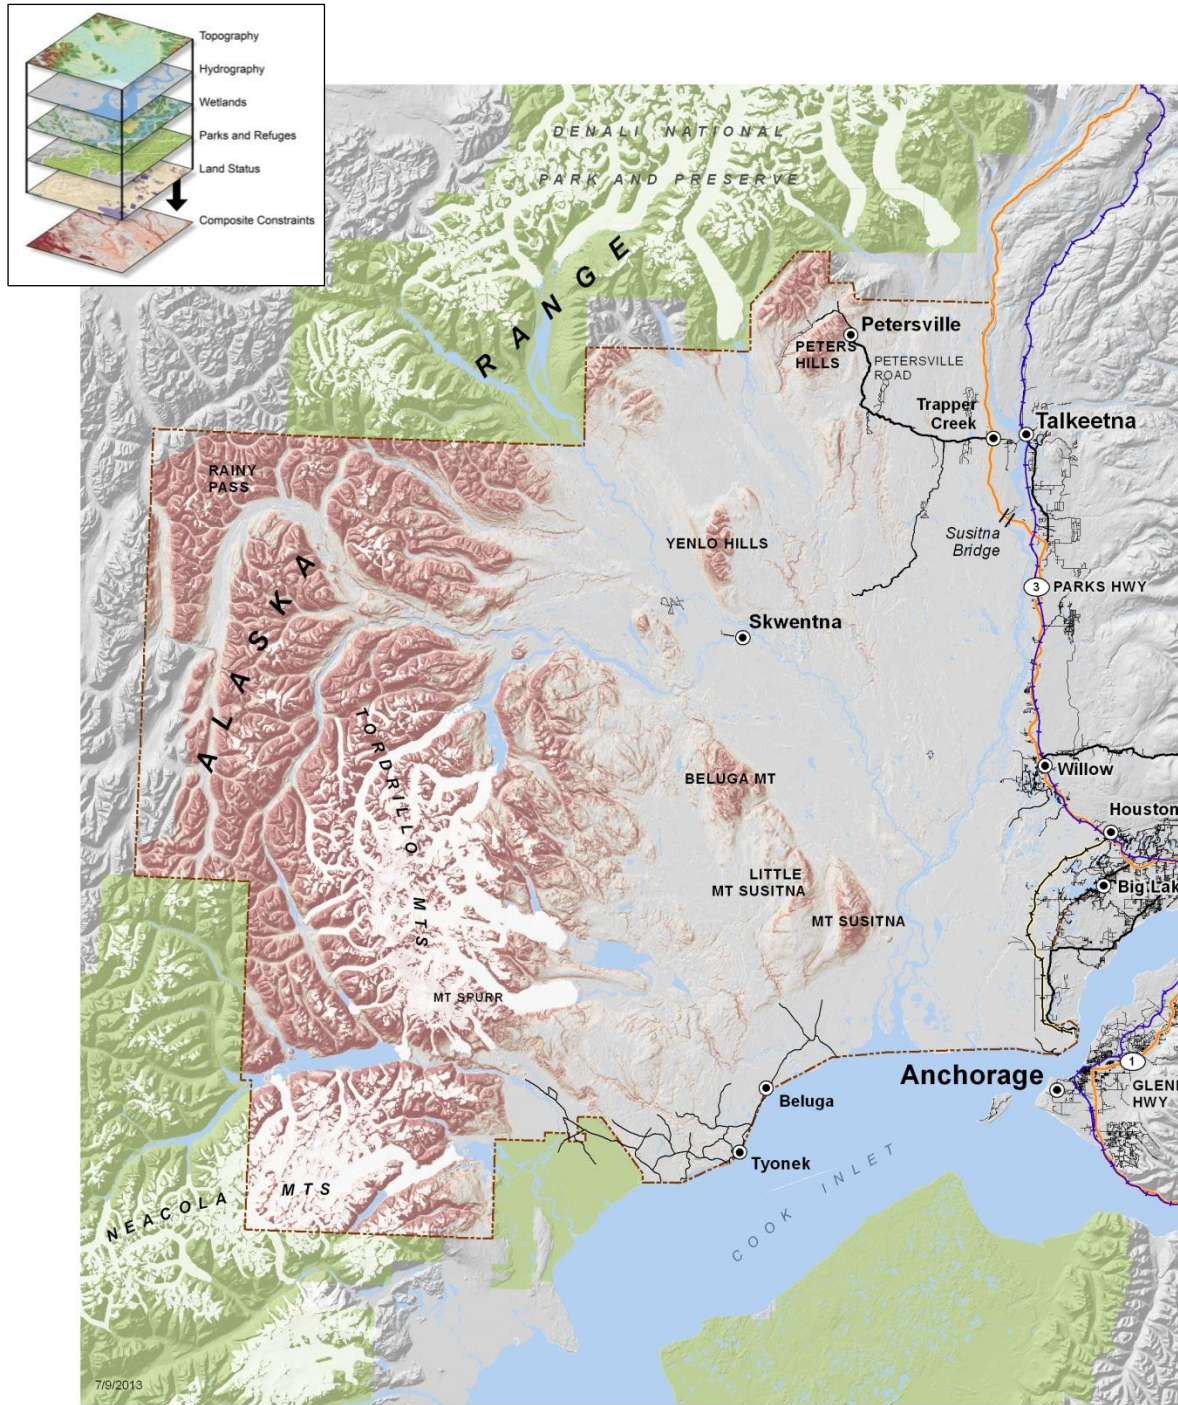 Topography
Hydrography
Wetlands
Parks and Refuges
Land Status
Composite Constraints
DENALI NATIONAL
PARK AND PRESERVE
RANGE
Petersville
PETERS
HILLS
PETERSVILLE
ROAD
Trapper
Creek
Talkeetna
RAINY
PASS
YENLO HILLS
Susitna
Bridge
3 PARKS HWY
ALASKA
Skwentna
TORDRILLO MTS
BELUGA MT
Willow
Houston
LITTLE
MT SUSITNA
Big Lak
MT SUSITNA
MT SPURR
Anchorage
1
GLEN
HWY
Beluga
Tyonek
COOK INLET
NEACOLA MTS
7/9/2013